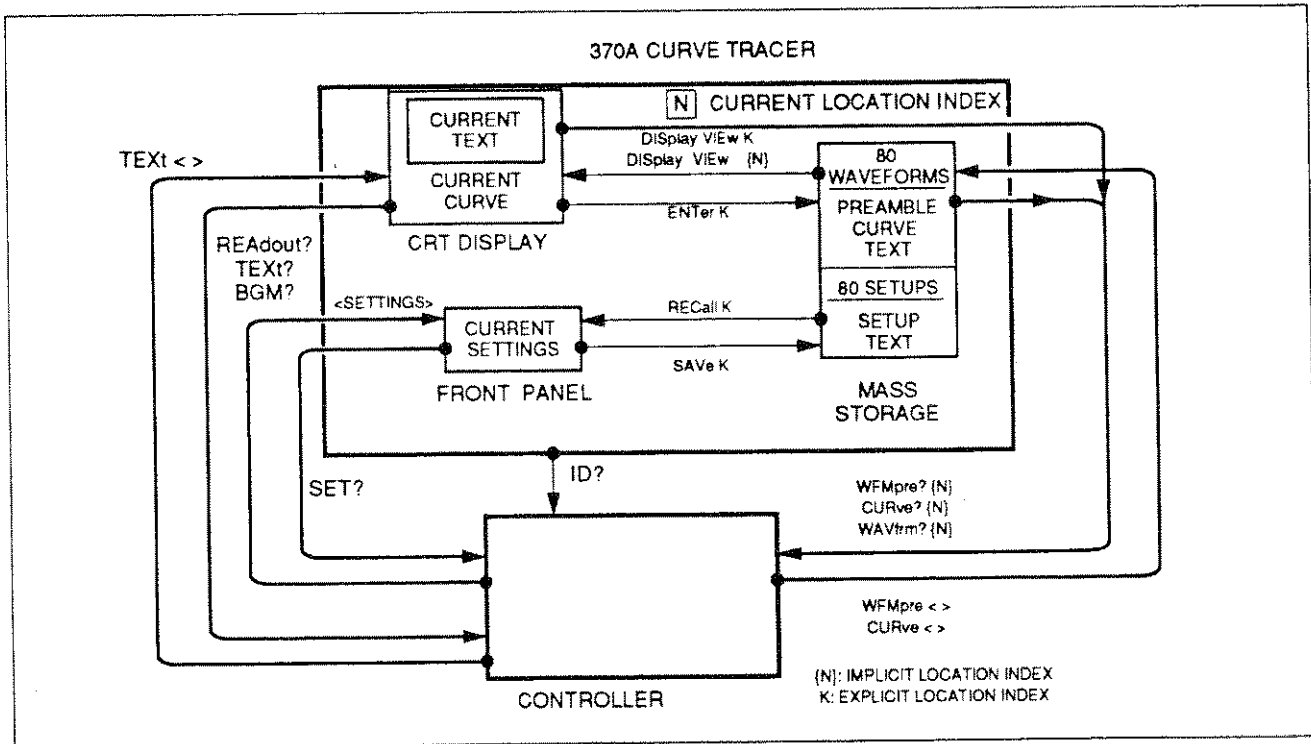 370A CURVE TRACER
N CURRENT LOCATION INDEX
CURRENT
TEXT
CURRENT
CURVE
CRT DISPLAY
DISplay VIEw K
DISplay VIEw {N}
ENTer K
80
WAVEFORMS
PREAMBLE
CURVE
TEXT
80 SETUPS
SETUP
TEXT
MASS
STORAGE
TEXt < >
REAdout?
TEXt?
BGM?
<SETTINGS>
CURRENT
SETTINGS
FRONT PANEL
RECall K
SAVe K
SET?
ID?
WFMpre? {N}
CURve? {N}
WAVfrm? {N}
WFMpre < >
CURve < >
CONTROLLER
{N}: IMPLICIT LOCATION INDEX
K: EXPLICIT LOCATION INDEX